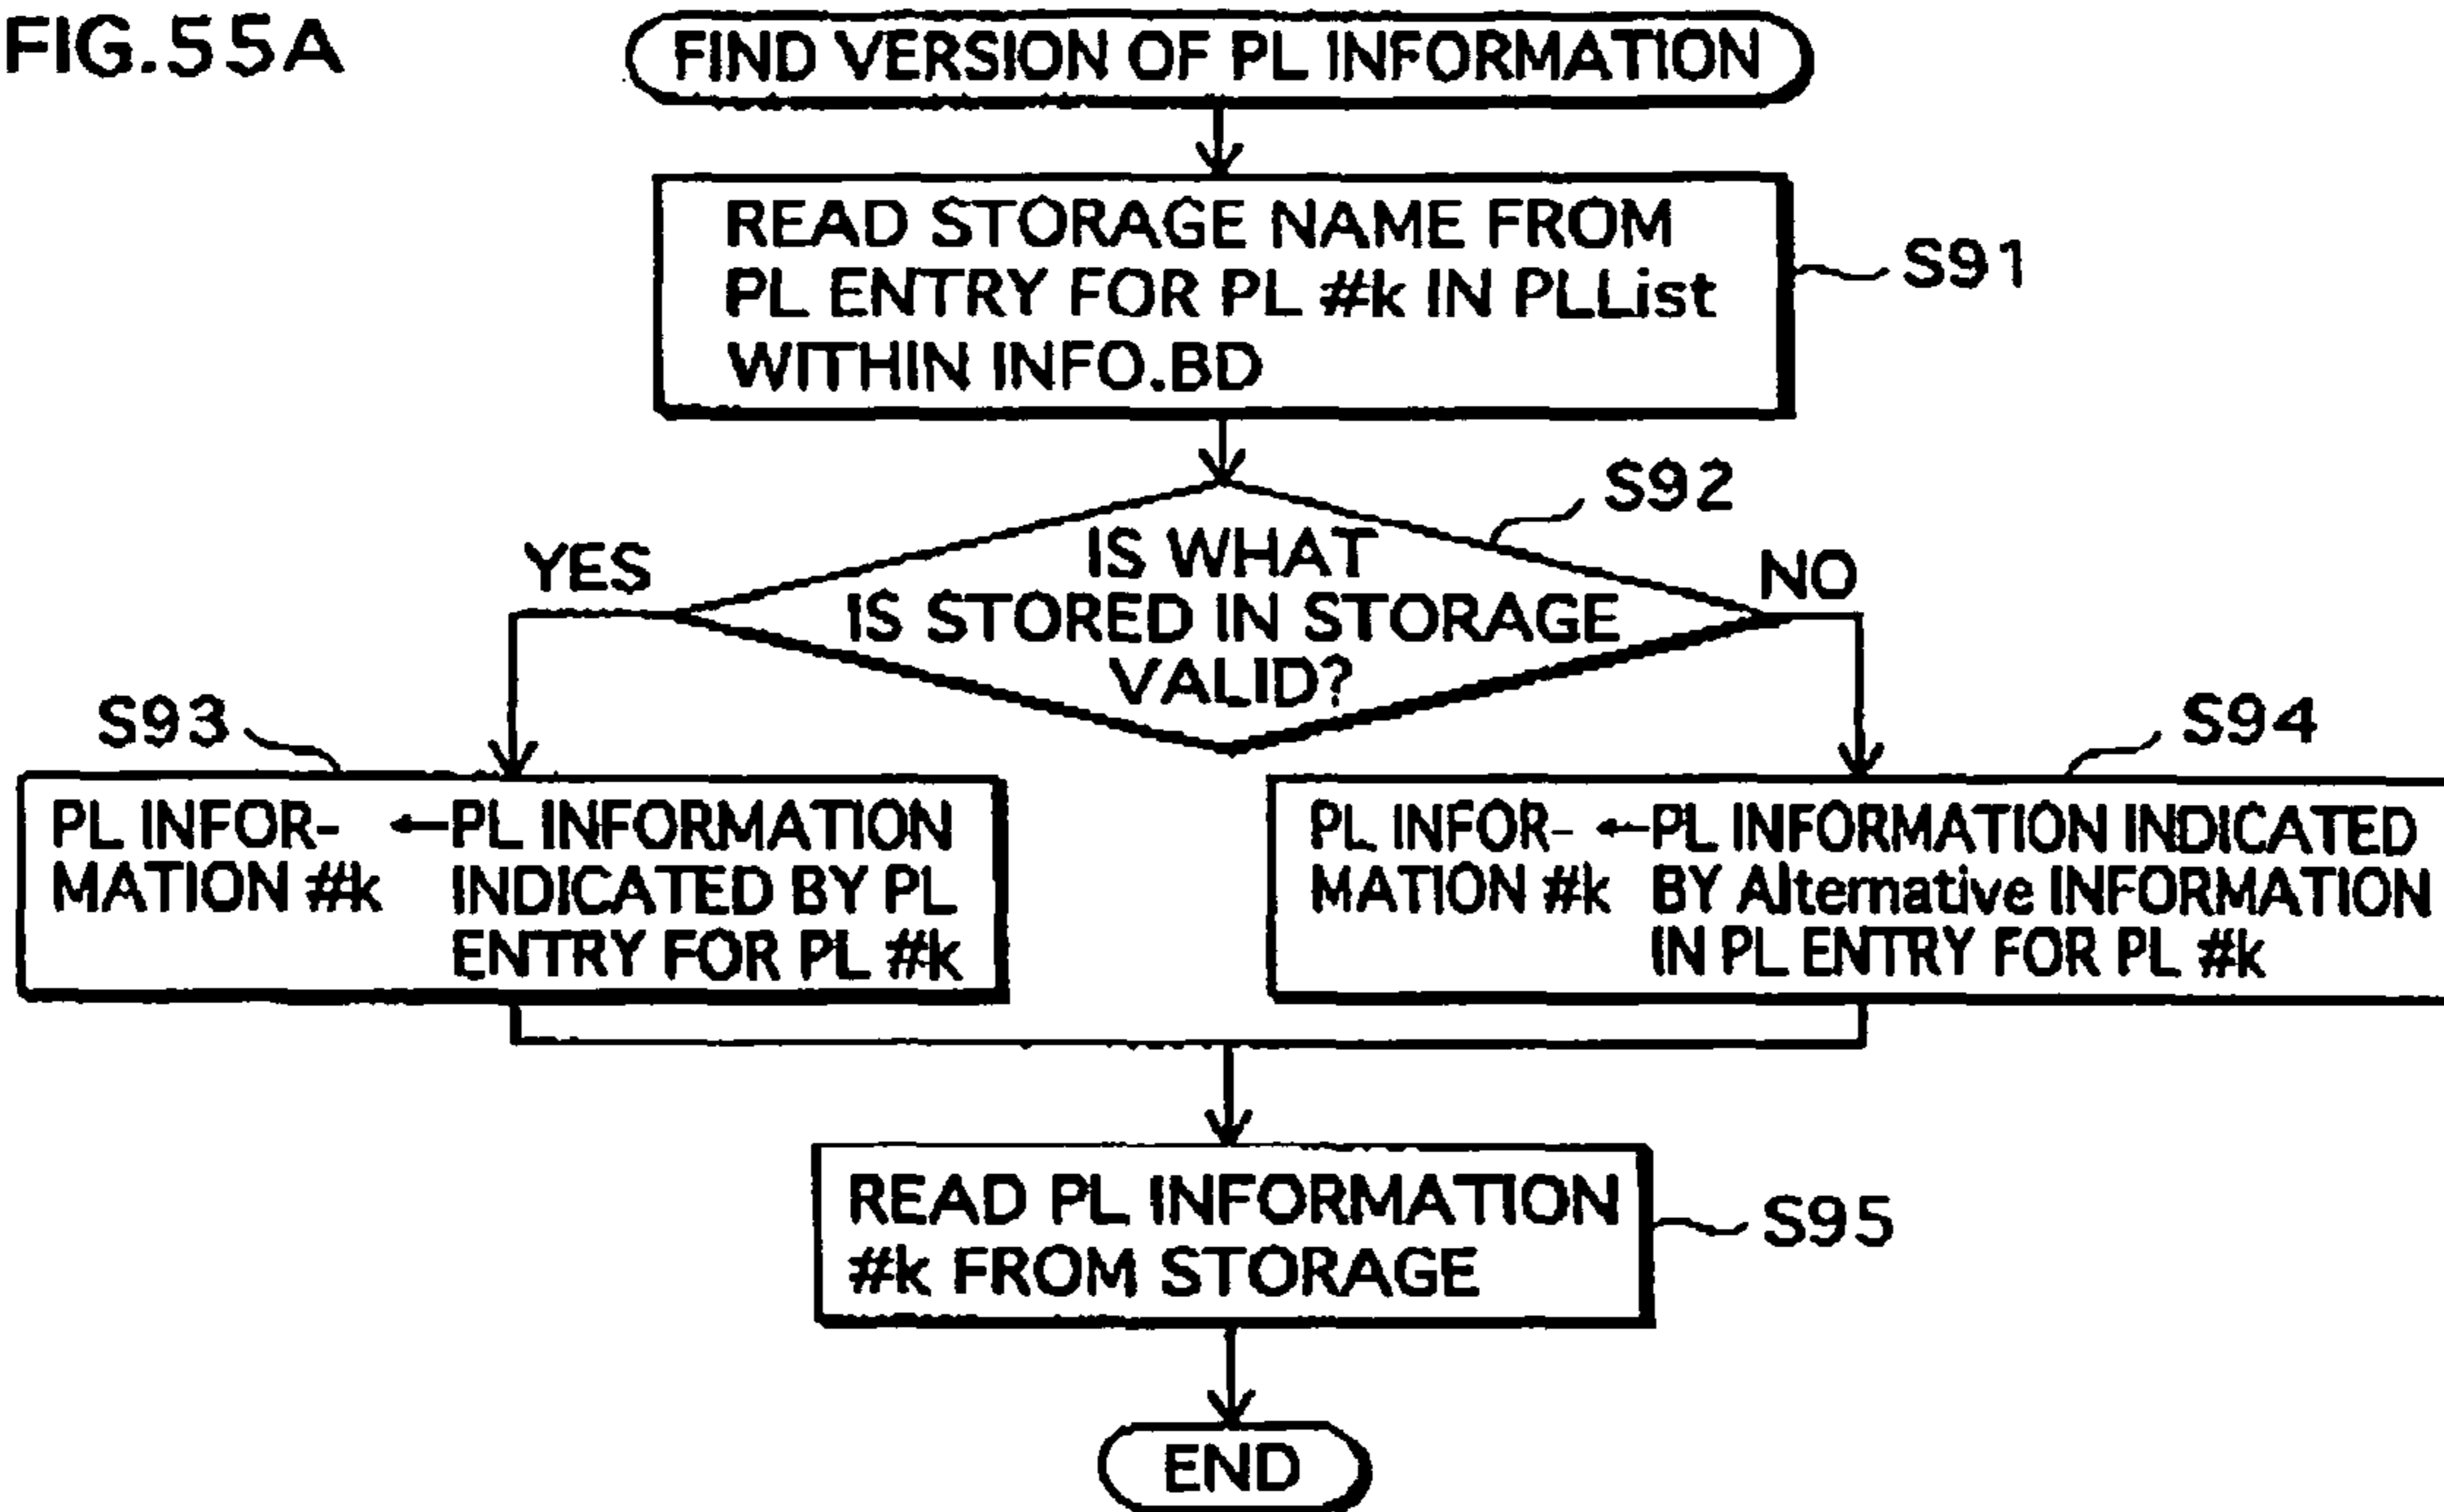 FIG.55A
FIND VERSION OF PL INFORMATION
READ STORAGE NAME FROM
PL ENTRY FOR PL #k IN PLList
WITHIN INFO.BD
S91
S92
IS WHAT
IS STORED IN STORAGE
VALID?
YES
NO
S93
PL INFOR- ←PL INFORMATION
MATION #k INDICATED BY PL
ENTRY FOR PL #k
S94
PL INFOR- ←PL INFORMATION INDICATED
MATION #k BY Alternative INFORMATION
IN PL ENTRY FOR PL #k
READ PL INFORMATION
#k FROM STORAGE
S95
END